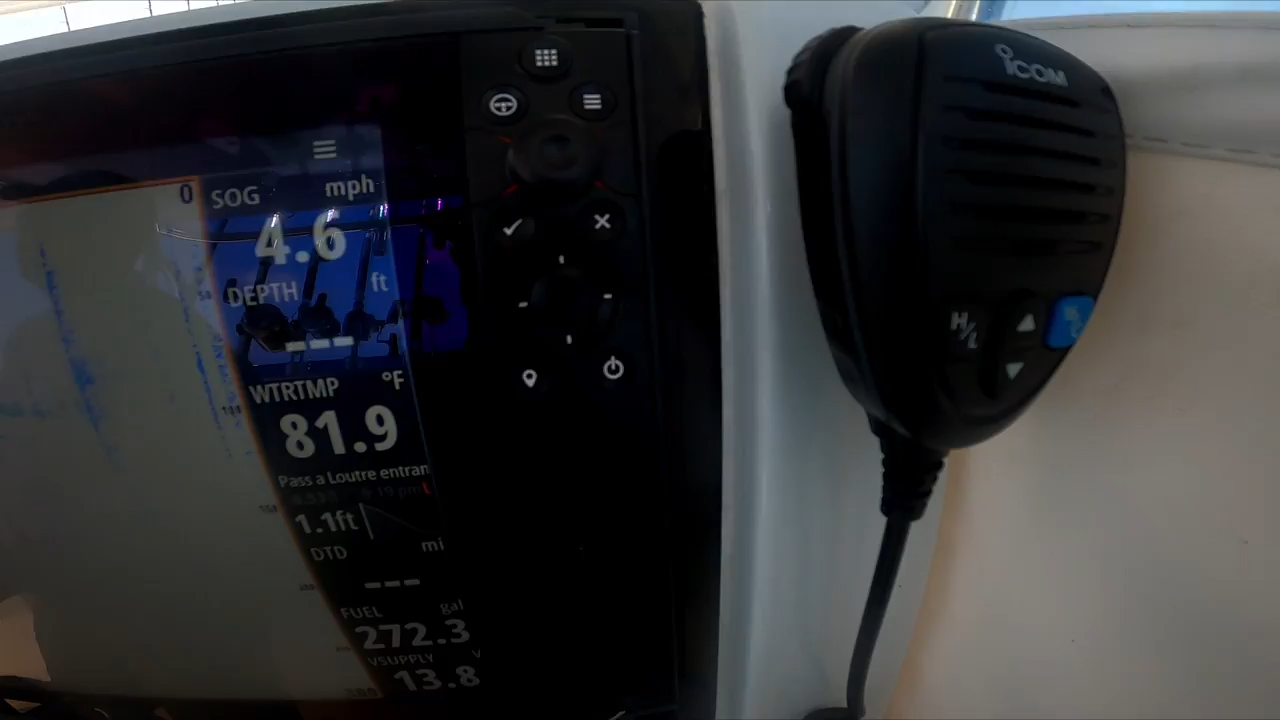 iCOM
0
SOG mph
4.6
DEPTH ft
---
WTRTMP °F
81.9
Pass a Loutre entran
1.1ft
DTD mi
---
FUEL gal
272.3
VSUPPLY V
13.8
H/L